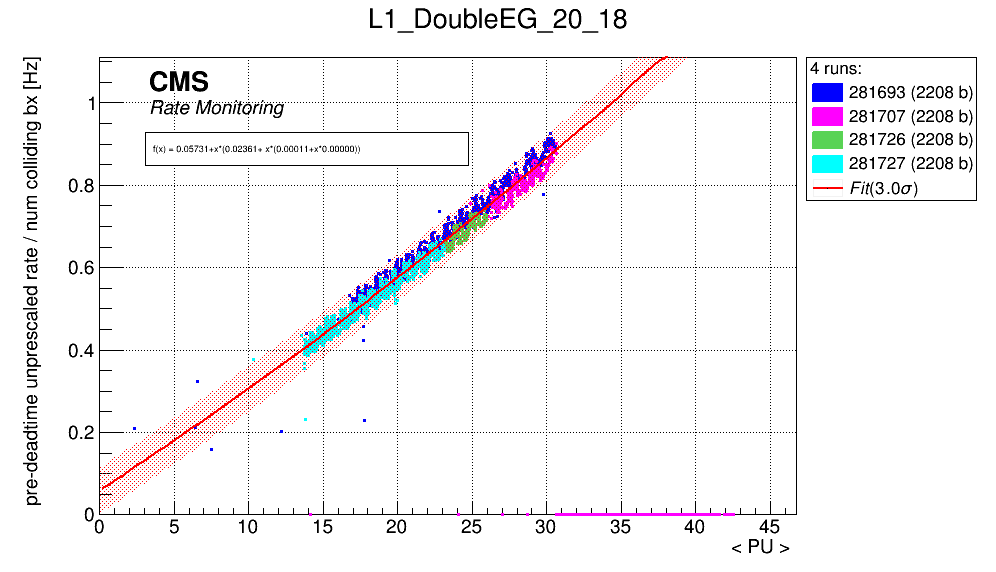 L1_DoubleEG_20_18
pre-deadtime unprescaled rate / num colliding bx [Hz]
CMS
Rate Monitoring
f(x) = 0.05731+x*(0.02361+ x*(0.00011+x*0.00000))
4 runs:
281693 (2208 b)
281707 (2208 b)
281726 (2208 b)
281727 (2208 b)
Fit(3.0σ)
1
0.8
0.6
0.4
0.2
0
0 5 10 15 20 25 30 35 40 45
< PU >